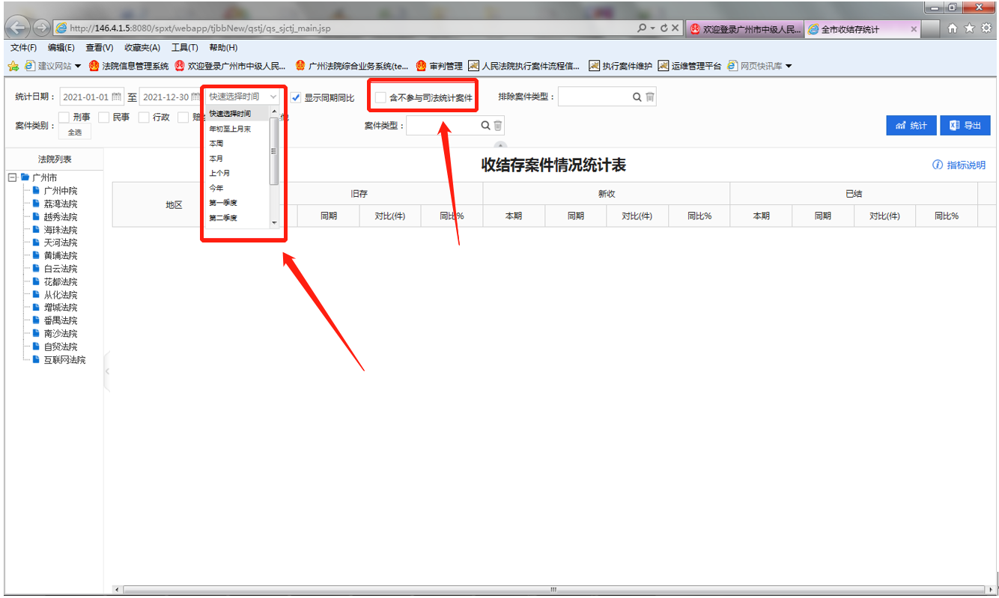 http://146.4.1.5:8080/spxt/webapp/tjbbNew/qstj/qs_sjctj_main.jsp
欢迎登录广州市中级人民... 全市收结存统计
文件(F) 编辑(E) 查看(V) 收藏夹(A) 工具(T) 帮助(H)
建议网站 法院信息管理系统 欢迎登录广州市中级人民... 广州法院综合业务系统(te... 审判管理 人民法院执行案件流程信... 执行案件维护 运维管理平台 网页快讯库
统计日期： 2021-01-01 至 2021-12-30 快速选择时间 显示同期同比 含不参与司法统计案件 排除案件类型：
案件类别： 刑事 民事 行政 他 案件类型： 统计 导出
全选
快速选择时间
年初至上月末
本周
本月
上个月
今年
第一季度
第二季度
法院列表
广州市
广州中院
荔湾法院
越秀法院
海珠法院
天河法院
黄埔法院
白云法院
花都法院
从化法院
增城法院
番禺法院
南沙法院
自贸法院
互联网法院
收结存案件情况统计表
指标说明
地区 旧存 新收 已结
同期 对比(件) 同比% 本期 同期 对比(件) 同比% 本期 同期 对比(件) 同比%